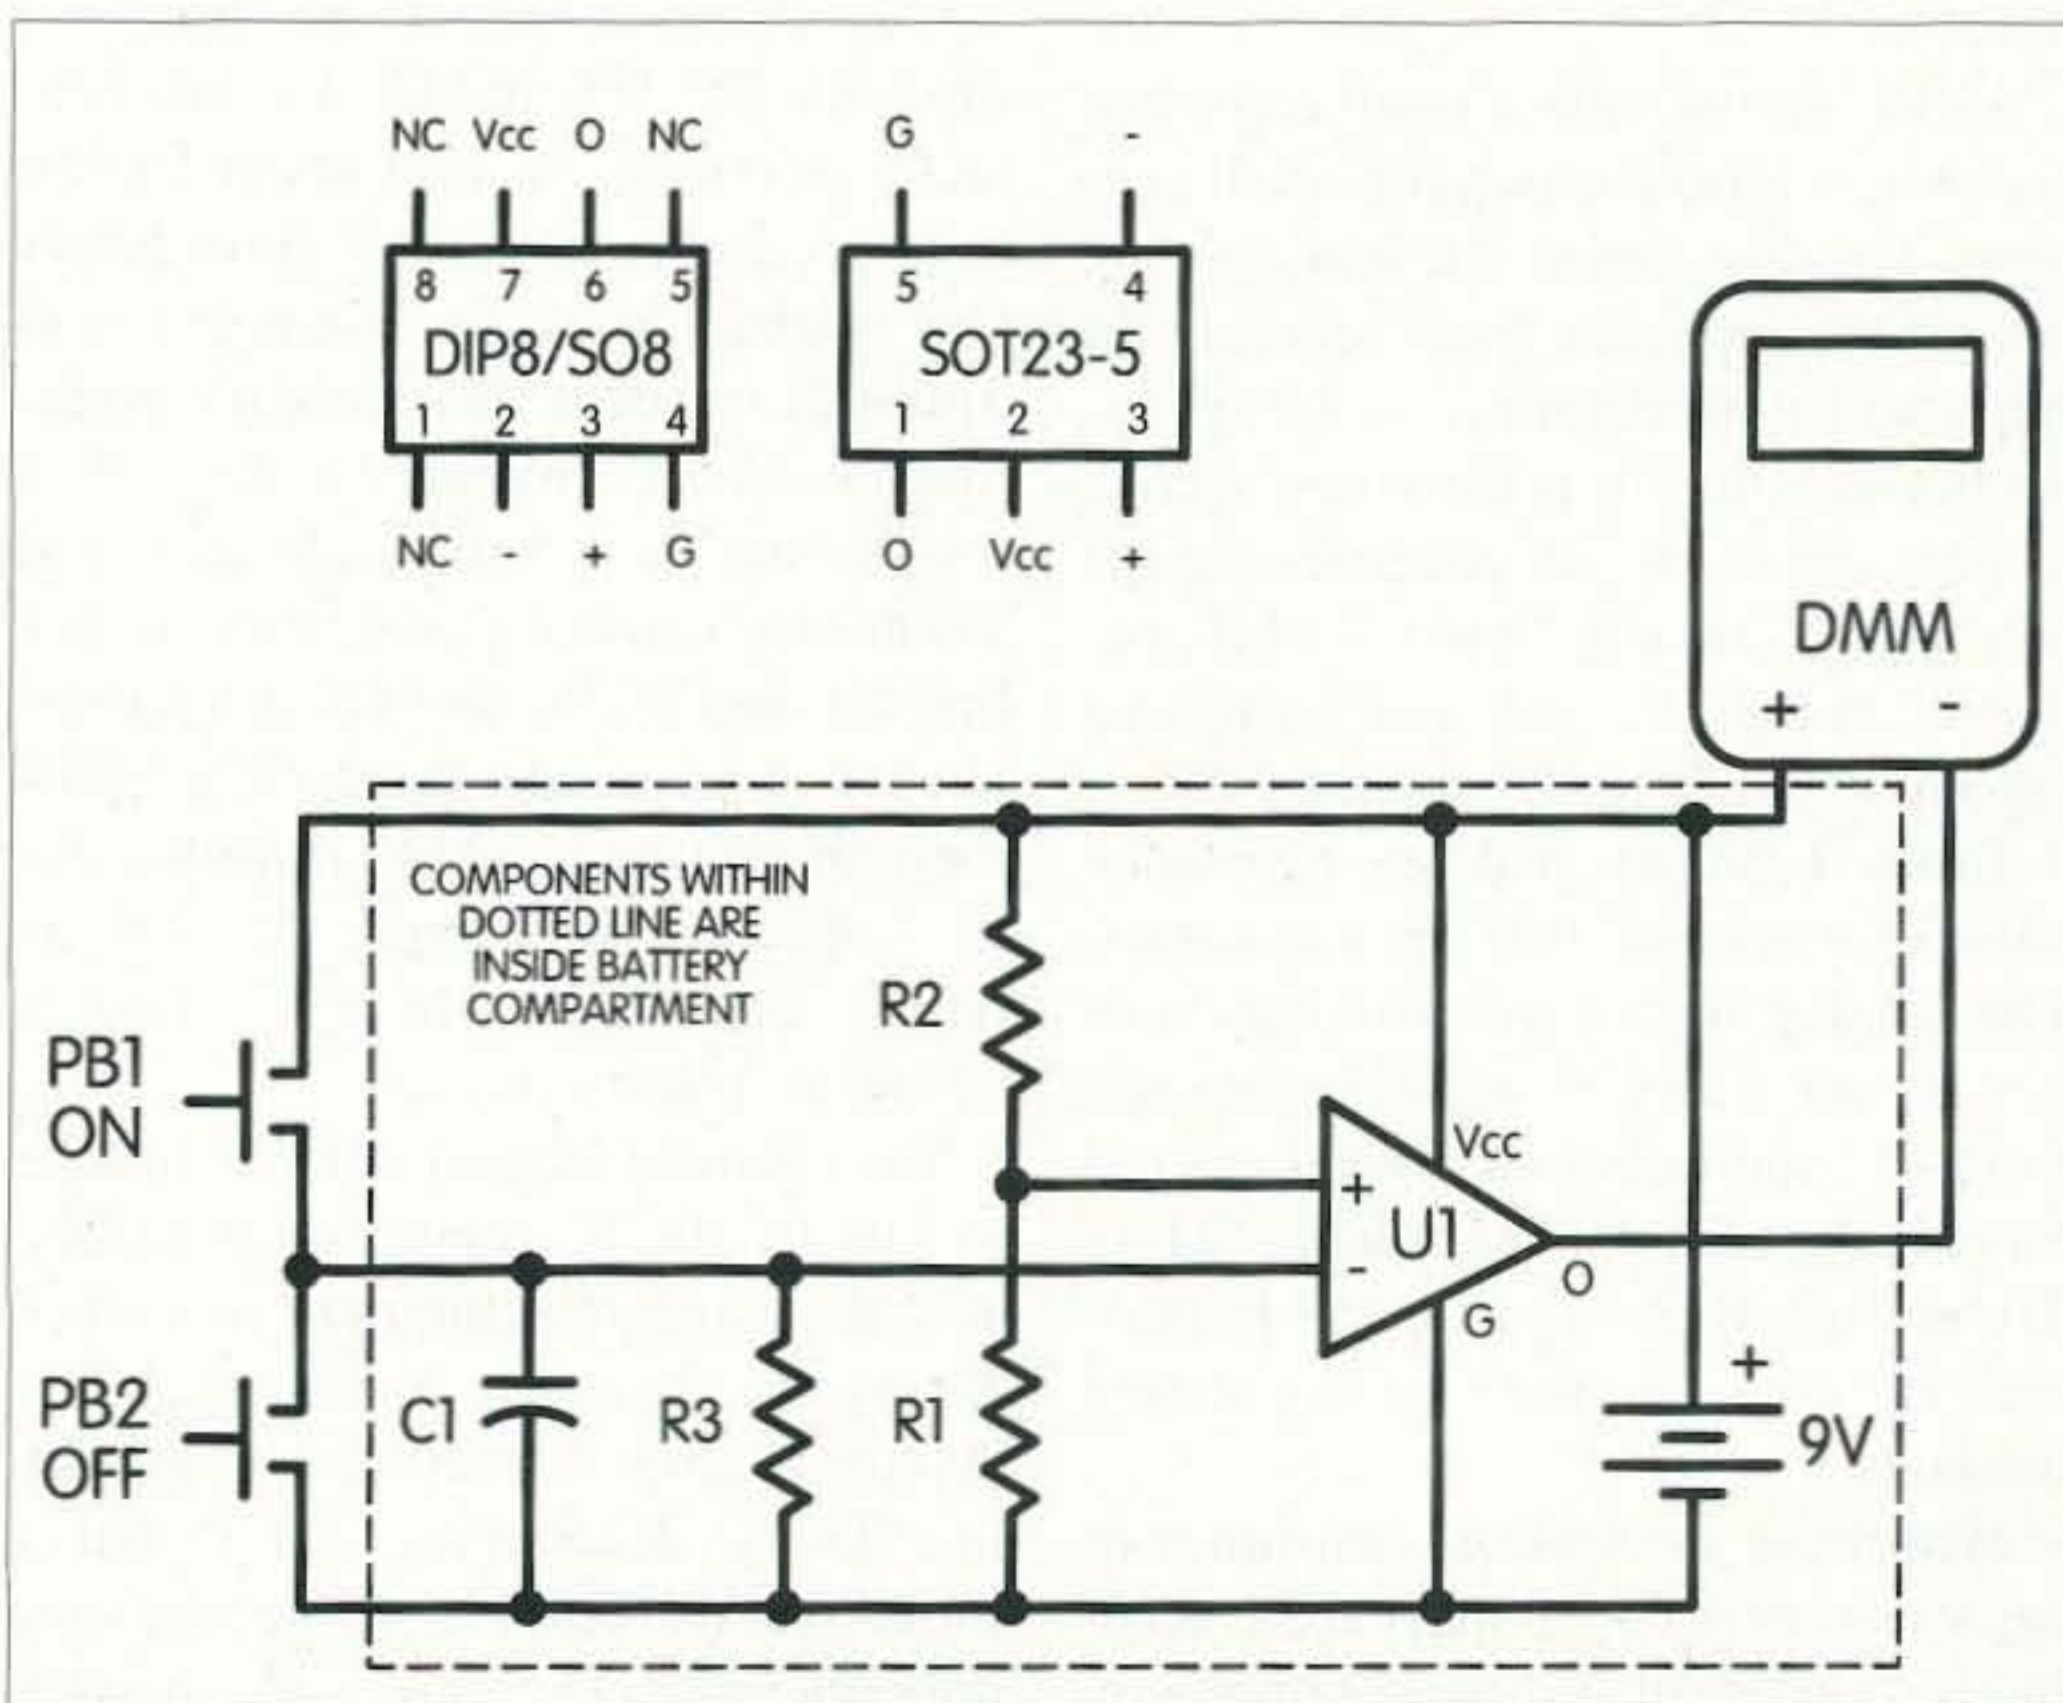 NC Vcc O NC
8 7 6 5
DIP8/SO8
1 2 3 4
NC - + G
G -
5 4
SOT23-5
1 2 3
O Vcc +
DMM
+ -
COMPONENTS WITHIN
DOTTED LINE ARE
INSIDE BATTERY
COMPARTMENT
R2
PB1
ON
Vcc
+
U1
-
O
G
PB2
OFF
C1
R3
R1
+
9V